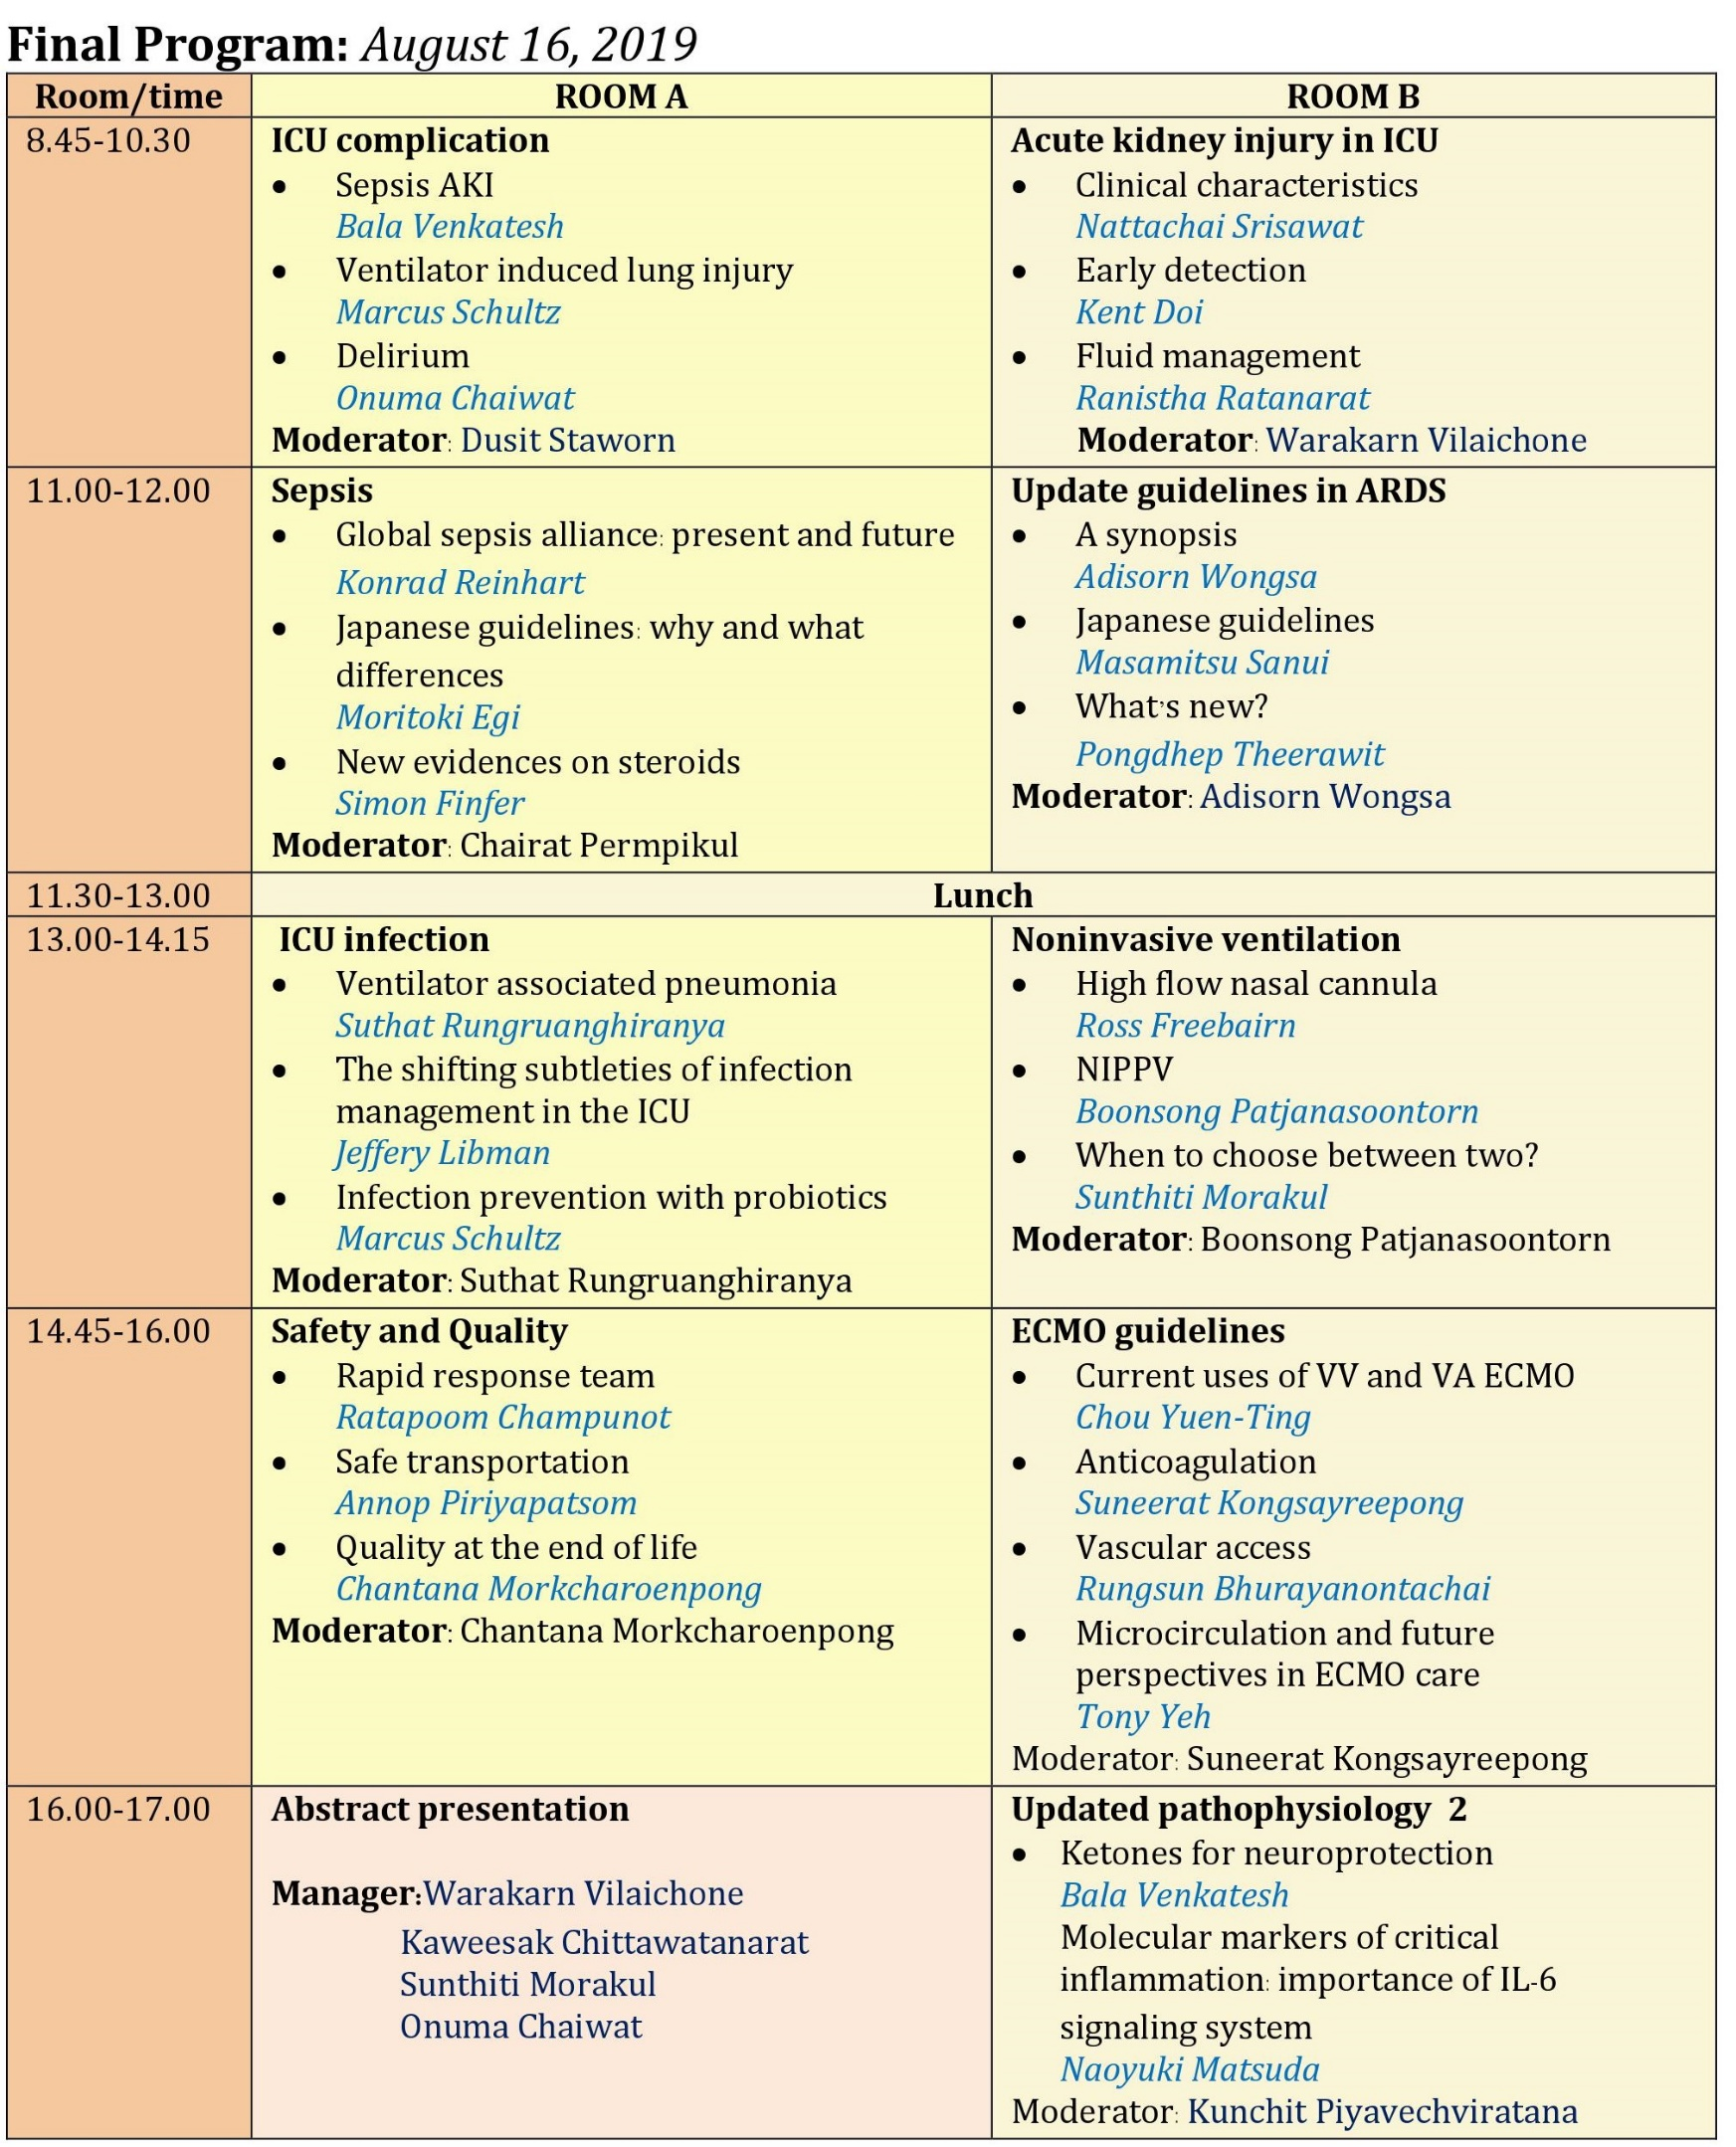 Final Program: August 16, 2019
Room/time
ROOM A
ROOM B
8.45-10.30
ICU complication
• Sepsis AKI
Bala Venkatesh
• Ventilator induced lung injury
Marcus Schultz
• Delirium
Onuma Chaiwat
Moderator: Dusit Staworn
Acute kidney injury in ICU
• Clinical characteristics
Nattachai Srisawat
• Early detection
Kent Doi
• Fluid management
Ranistha Ratanarat
Moderator: Warakarn Vilaichone
11.00-12.00
Sepsis
• Global sepsis alliance: present and future
Konrad Reinhart
• Japanese guidelines: why and what
differences
Moritoki Egi
• New evidences on steroids
Simon Finfer
Moderator: Chairat Permpikul
Update guidelines in ARDS
• A synopsis
Adisorn Wongsa
• Japanese guidelines
Masamitsu Sanui
• What's new?
Pongdhep Theerawit
Moderator: Adisorn Wongsa
11.30-13.00
Lunch
13.00-14.15
ICU infection
• Ventilator associated pneumonia
Suthat Rungruanghiranya
• The shifting subtleties of infection
management in the ICU
Jeffery Libman
• Infection prevention with probiotics
Marcus Schultz
Moderator: Suthat Rungruanghiranya
Noninvasive ventilation
• High flow nasal cannula
Ross Freebairn
• NIPPV
Boonsong Patjanasoontorn
• When to choose between two?
Sunthiti Morakul
Moderator: Boonsong Patjanasoontorn
14.45-16.00
Safety and Quality
• Rapid response team
Ratapoom Champunot
• Safe transportation
Annop Piriyapatsom
• Quality at the end of life
Chantana Morkcharoenpong
Moderator: Chantana Morkcharoenpong
ECMO guidelines
• Current uses of VV and VA ECMO
Chou Yuen-Ting
• Anticoagulation
Suneerat Kongsayreepong
• Vascular access
Rungsun Bhurayanontachai
• Microcirculation and future
perspectives in ECMO care
Tony Yeh
Moderator: Suneerat Kongsayreepong
16.00-17.00
Abstract presentation
Manager:Warakarn Vilaichone
Kaweesak Chittawatanarat
Sunthiti Morakul
Onuma Chaiwat
Updated pathophysiology 2
• Ketones for neuroprotection
Bala Venkatesh
Molecular markers of critical
inflammation: importance of IL-6
signaling system
Naoyuki Matsuda
Moderator: Kunchit Piyavechviratana